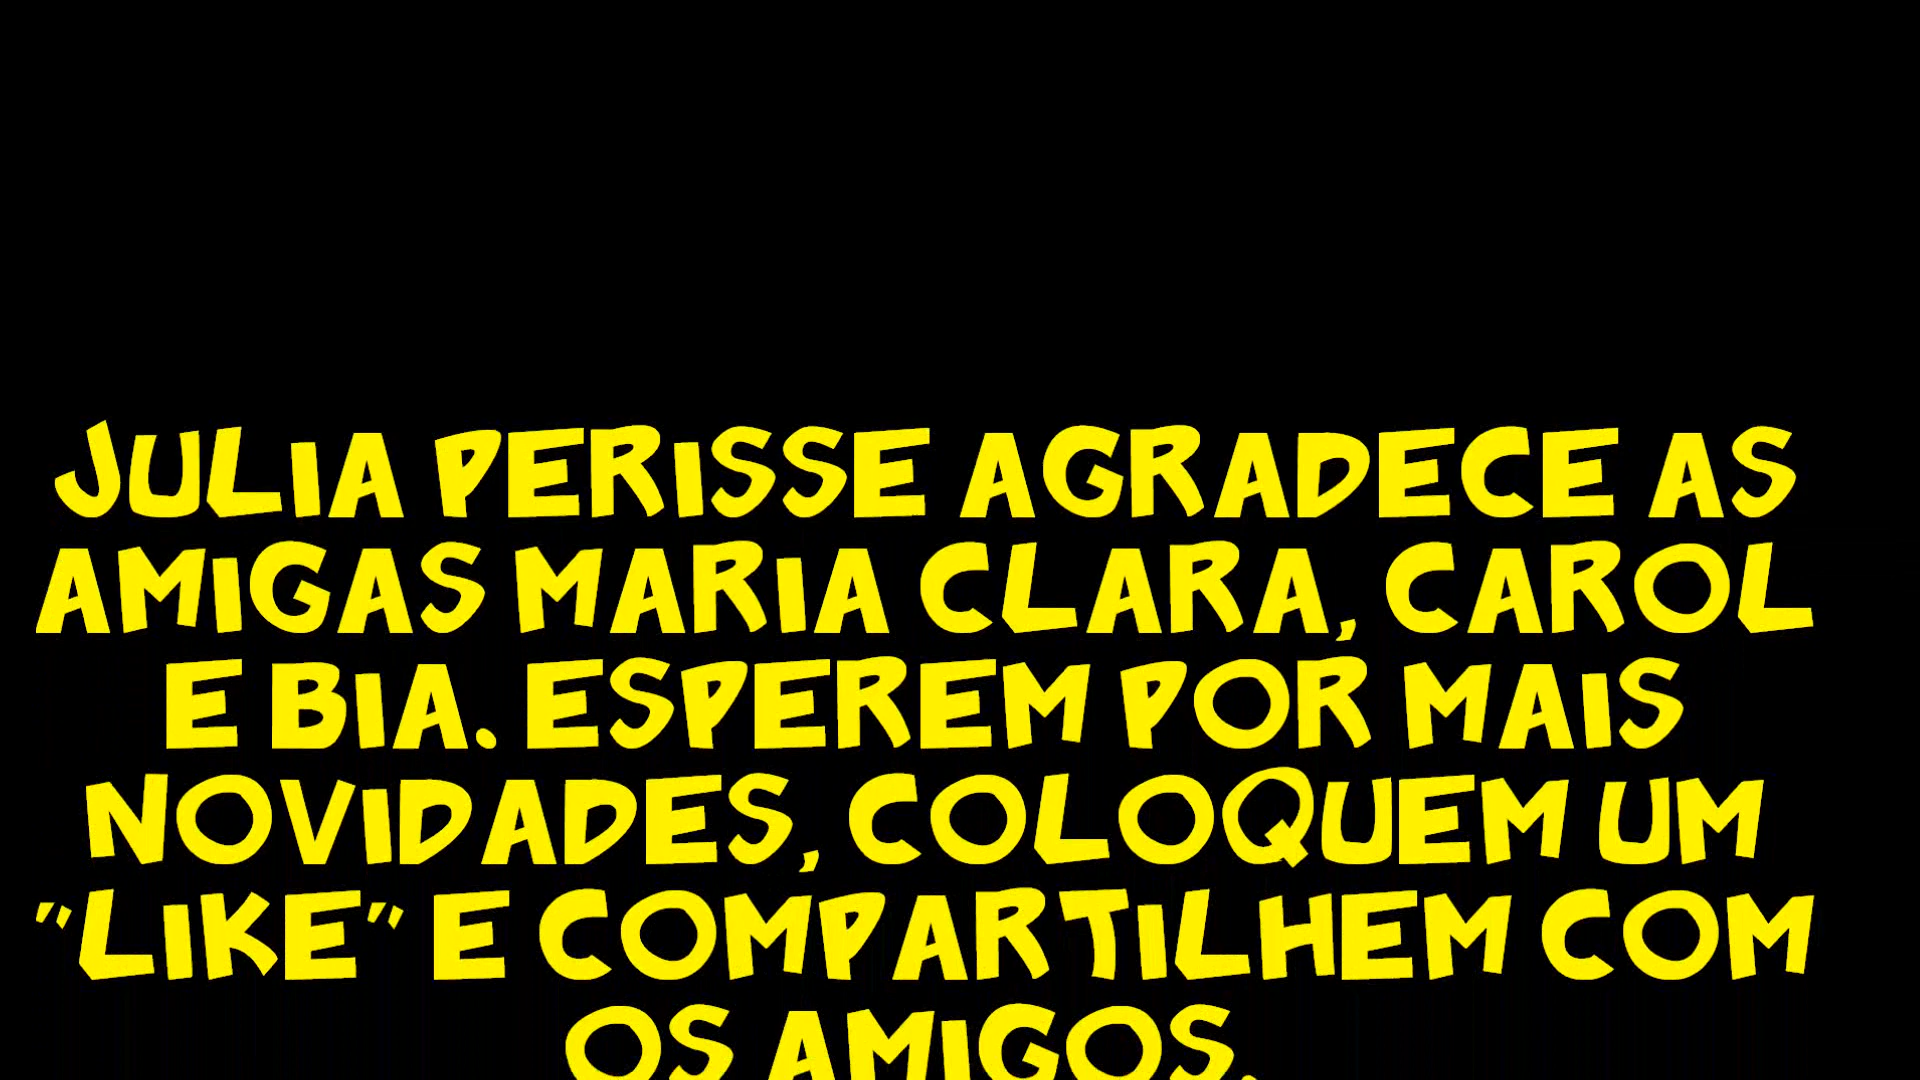 JULIA PERISSE AGRADECE AS
AMIGAS MARIA CLARA, CAROL
E BIA. ESPEREM POR MAIS
NOVIDADES, COLOQUEM UM
"LIKE" E COMPARTILHEM COM
OS AMIGOS.